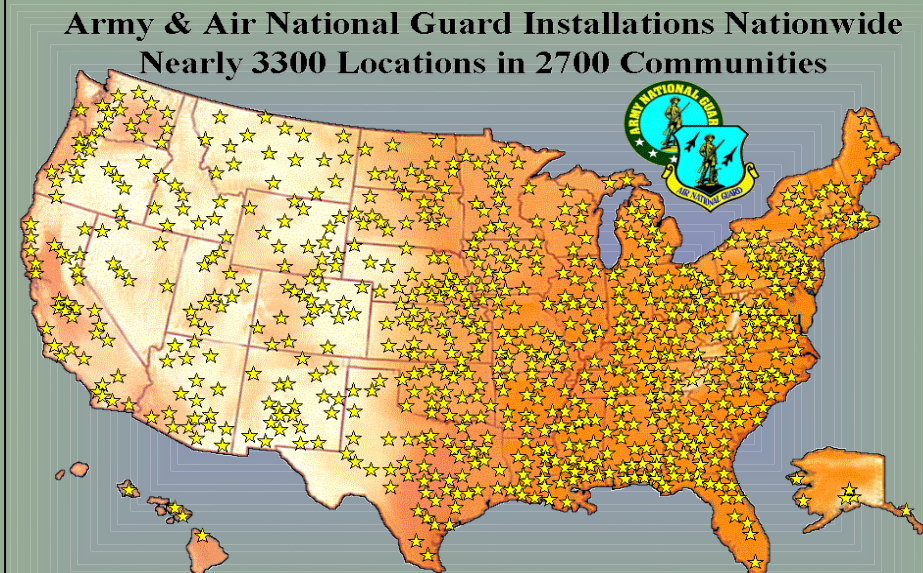 Army & Air National Guard Installations Nationwide
Nearly 3300 Locations in 2700 Communities
ARMY NATIONAL GUARD
AIR NATIONAL GUARD